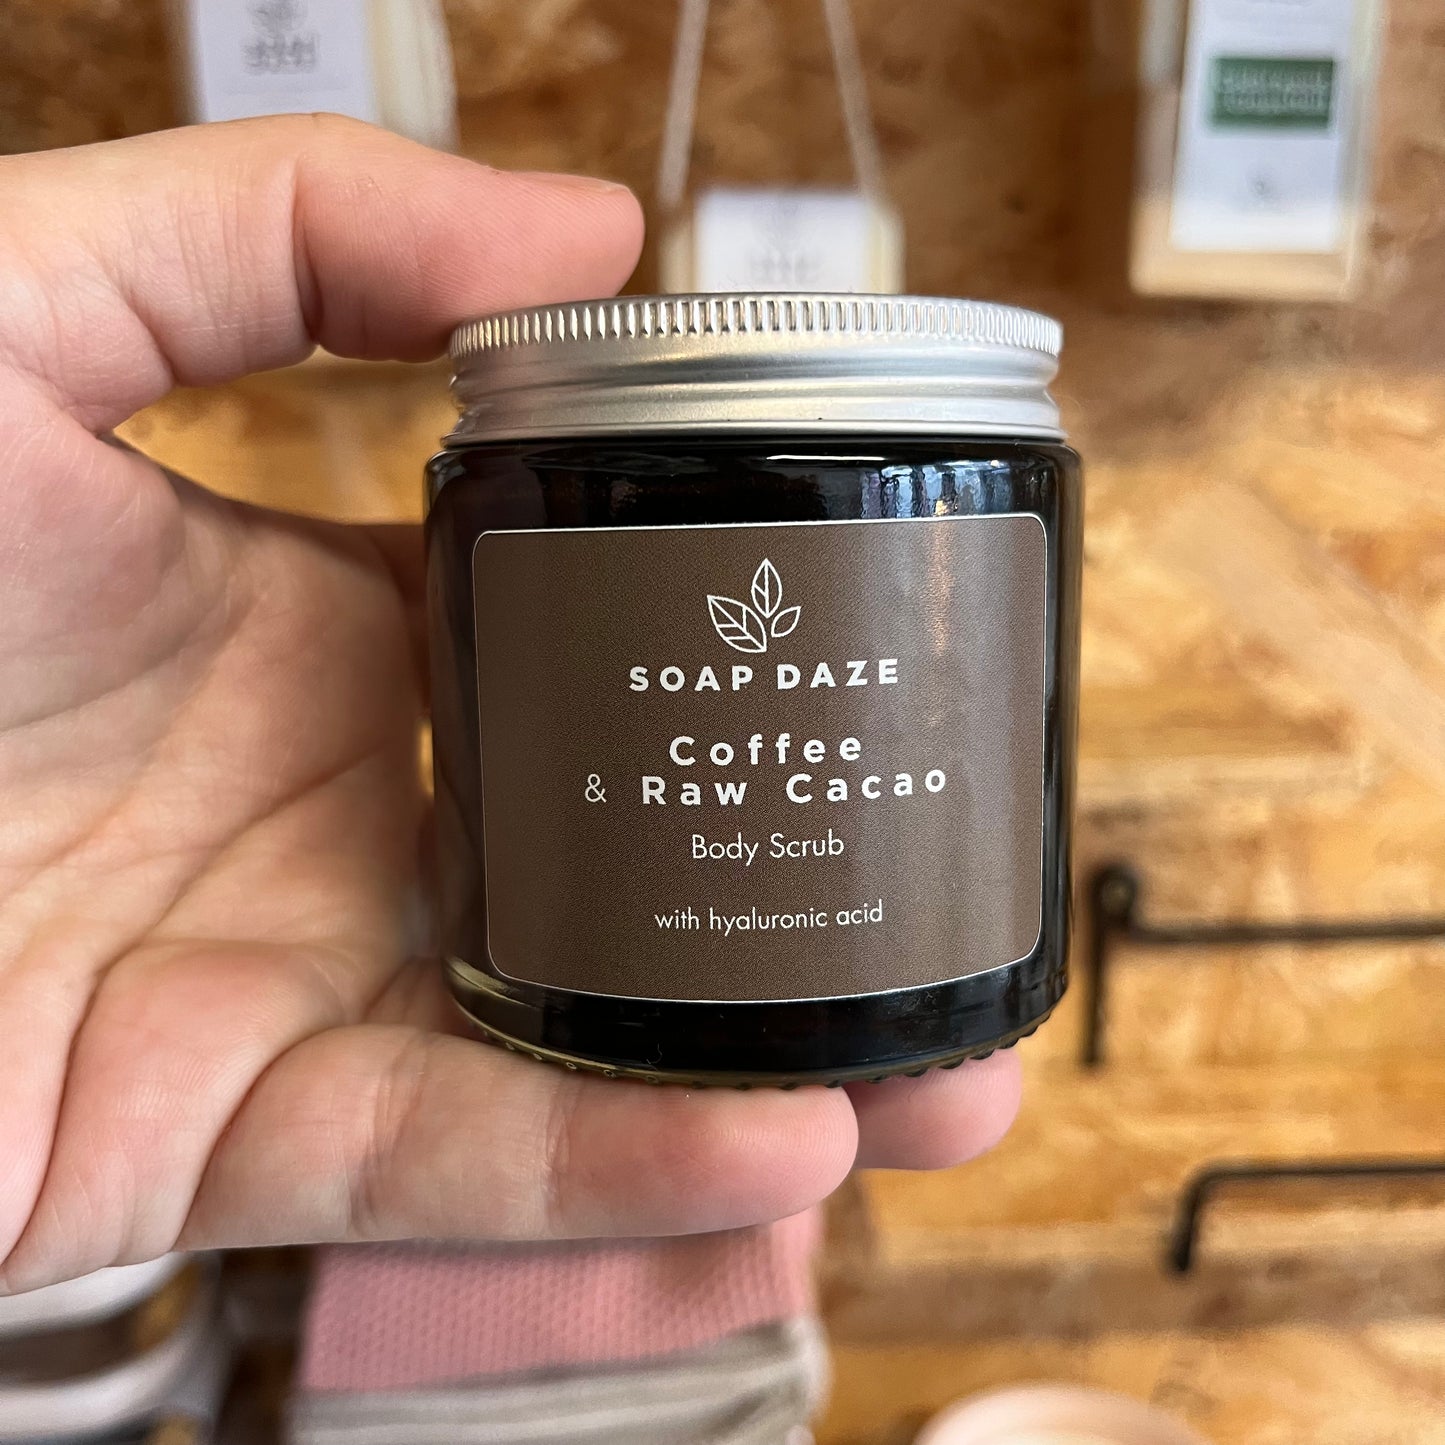 SOAP DAZE
Coffee
& Raw Cacao
Body Scrub
with hyaluronic acid